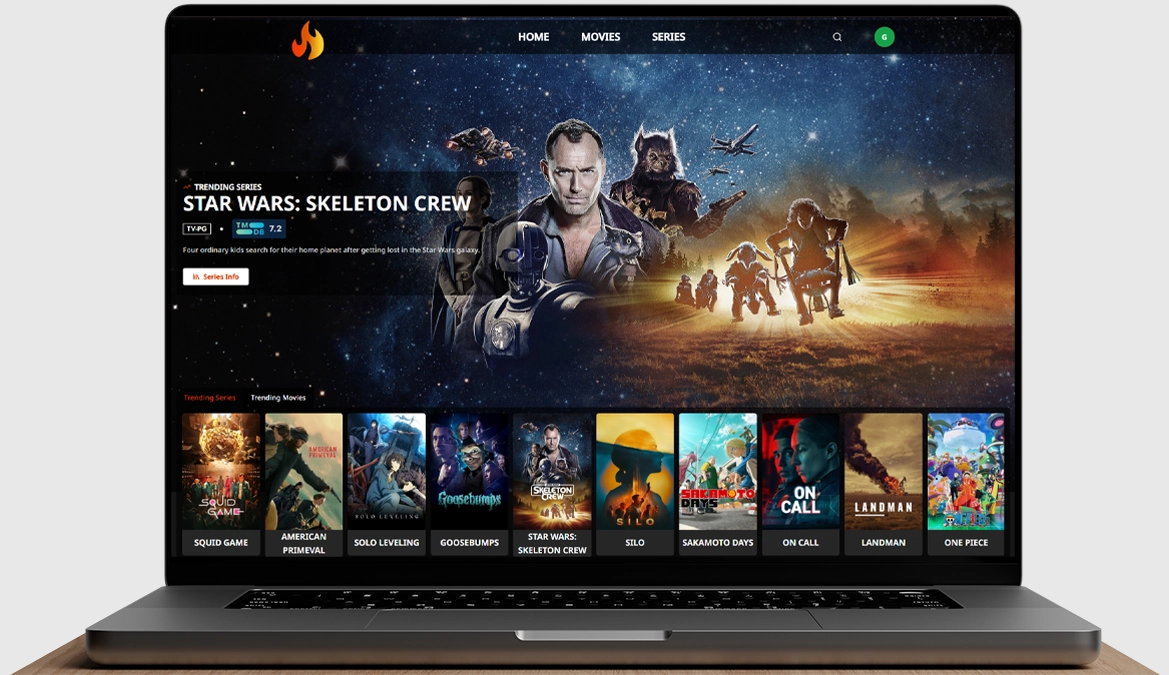 HOME MOVIES SERIES
G
TRENDING SERIES
STAR WARS: SKELETON CREW
TV-PG • TMDB 7.2
Four ordinary kids search for their home planet after getting lost in the Star Wars galaxy.
Series Info
Trending Series Trending Movies
SQUID GAME
AMERICAN PRIMEVAL
SOLO LEVELING
Goosebumps
SKELETON CREW
SILO
SAKAMOTO DAYS
ON CALL
LANDMAN
SQUID GAME
AMERICAN PRIMEVAL
SOLO LEVELING
GOOSEBUMPS
STAR WARS: SKELETON CREW
SILO
SAKAMOTO DAYS
ON CALL
LANDMAN
ONE PIECE